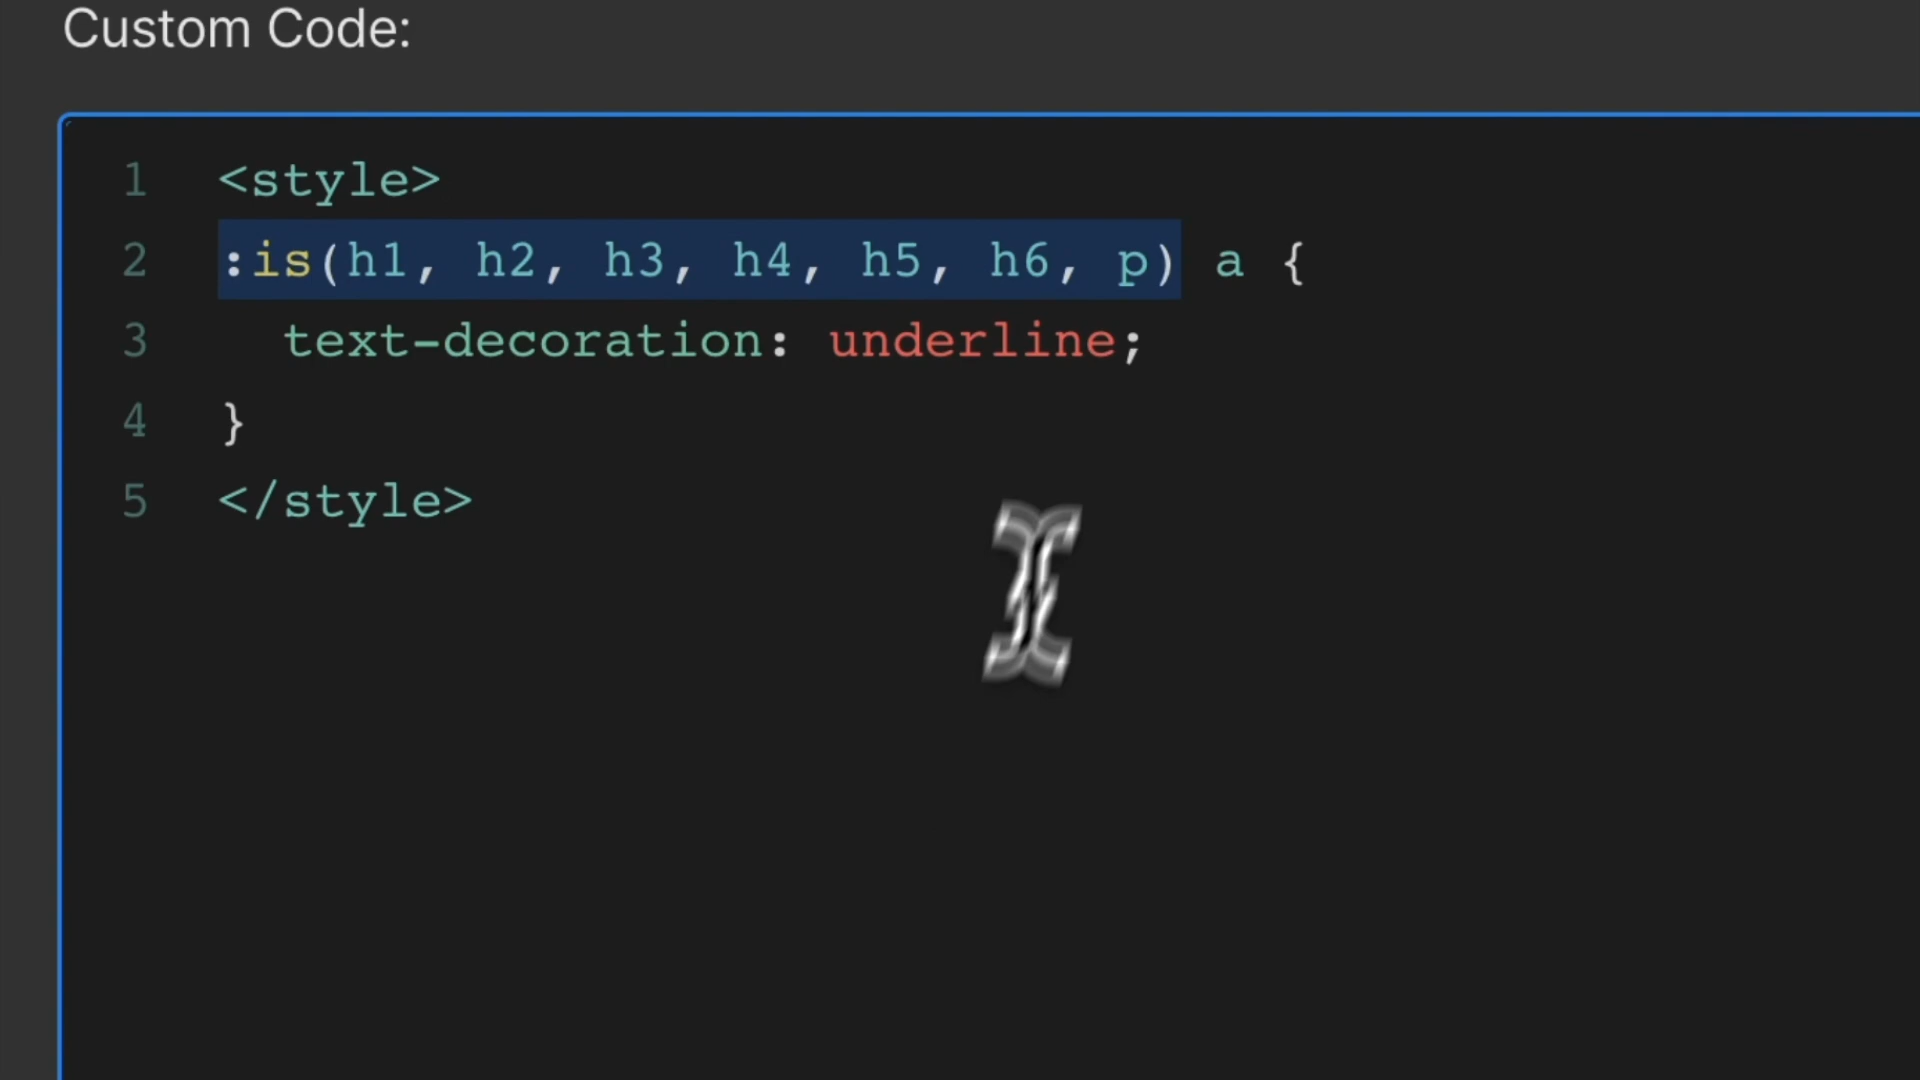 Custom Code:
1 <style>
2 :is(h1, h2, h3, h4, h5, h6, p) a {
3 text-decoration: underline;
4 }
5 </style>